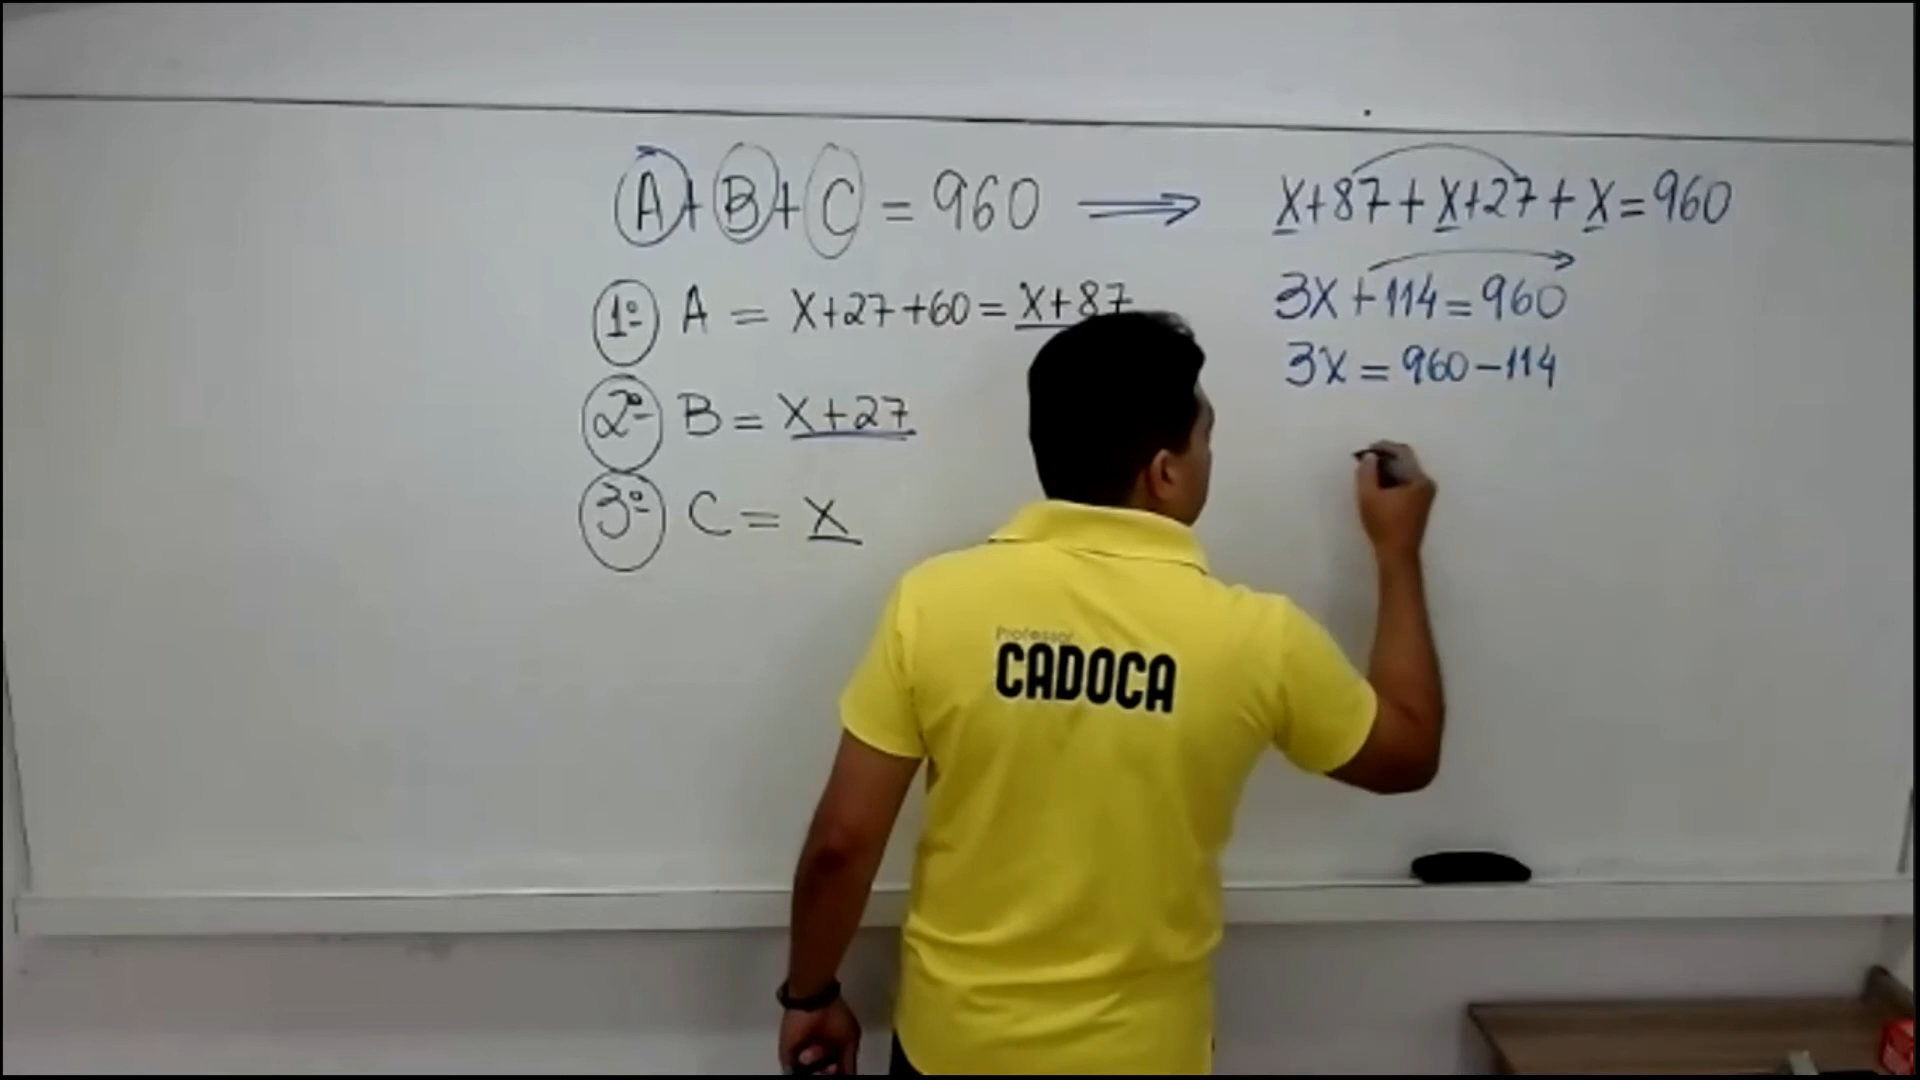 A+B+C = 960 ⟹ x+87+x+27+x=960
1º A = x+27+60=x+87
3x+114=960
3x=960-114
2º B = x+27
3º C = x
Professor
CADOCA